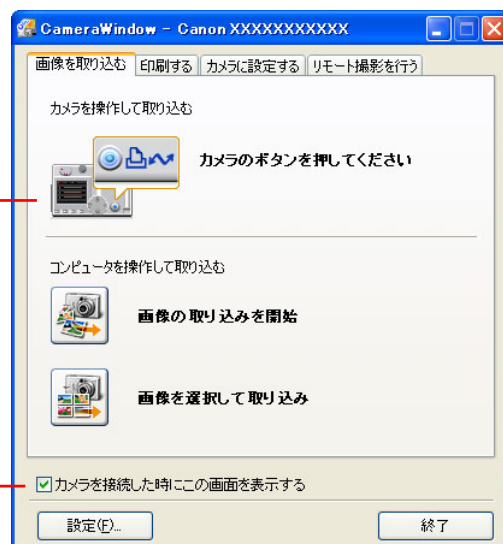 CameraWindow - Canon XXXXXXXXXXX
画像を取り込む 印刷する カメラに設定する リモート撮影を行う
カメラを操作して取り込む
カメラのボタンを押してください
コンピュータを操作して取り込む
画像の取り込みを開始
画像を選択して取り込み
カメラを接続した時にこの画面を表示する
設定(F)... 終了